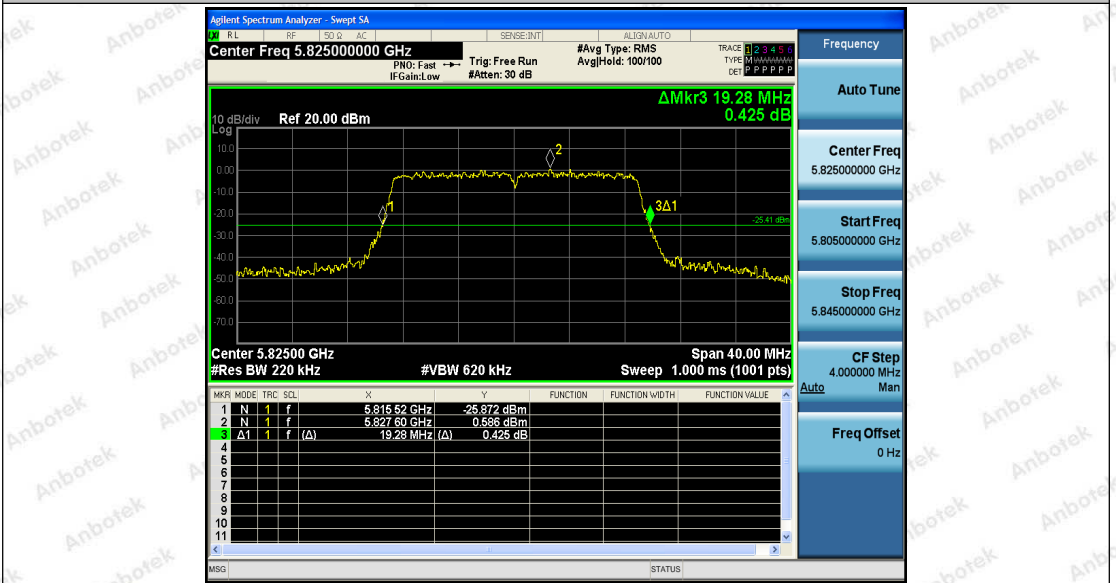 Agilent Spectrum Analyzer - Swept SA
RL RF 50 Ω AC SENSE:INT ALIGNAUTO
Center Freq 5.825000000 GHz
PNO: Fast
IFGain:Low
Trig: Free Run
#Atten: 30 dB
#Avg Type: RMS
Avg|Hold: 100/100
TRACE 1 2 3 4 5 6
TYPE M
DET P P P P P P
Frequency
Auto Tune
Center Freq
5.825000000 GHz
Start Freq
5.805000000 GHz
Stop Freq
5.845000000 GHz
CF Step
4.000000 MHz
Auto Man
Freq Offset
0 Hz
ΔMkr3 19.28 MHz
0.425 dB
10 dB/div Ref 20.00 dBm
Log
10.0
0.00
-10.0
-20.0
-30.0
-40.0
-50.0
-60.0
-70.0
1
2
3Δ1
-25.41 dBm
Center 5.82500 GHz Span 40.00 MHz
#Res BW 220 kHz #VBW 620 kHz Sweep 1.000 ms (1001 pts)
MKR MODE TRC SCL X Y FUNCTION FUNCTION WIDTH FUNCTION VALUE
1 N 1 f 5.815 52 GHz -25.872 dBm
2 N 1 f 5.827 60 GHz 0.586 dBm
3 Δ1 1 f (Δ) 19.28 MHz (Δ) 0.425 dB
4
5
6
7
8
9
10
11
MSG STATUS
Anbotek